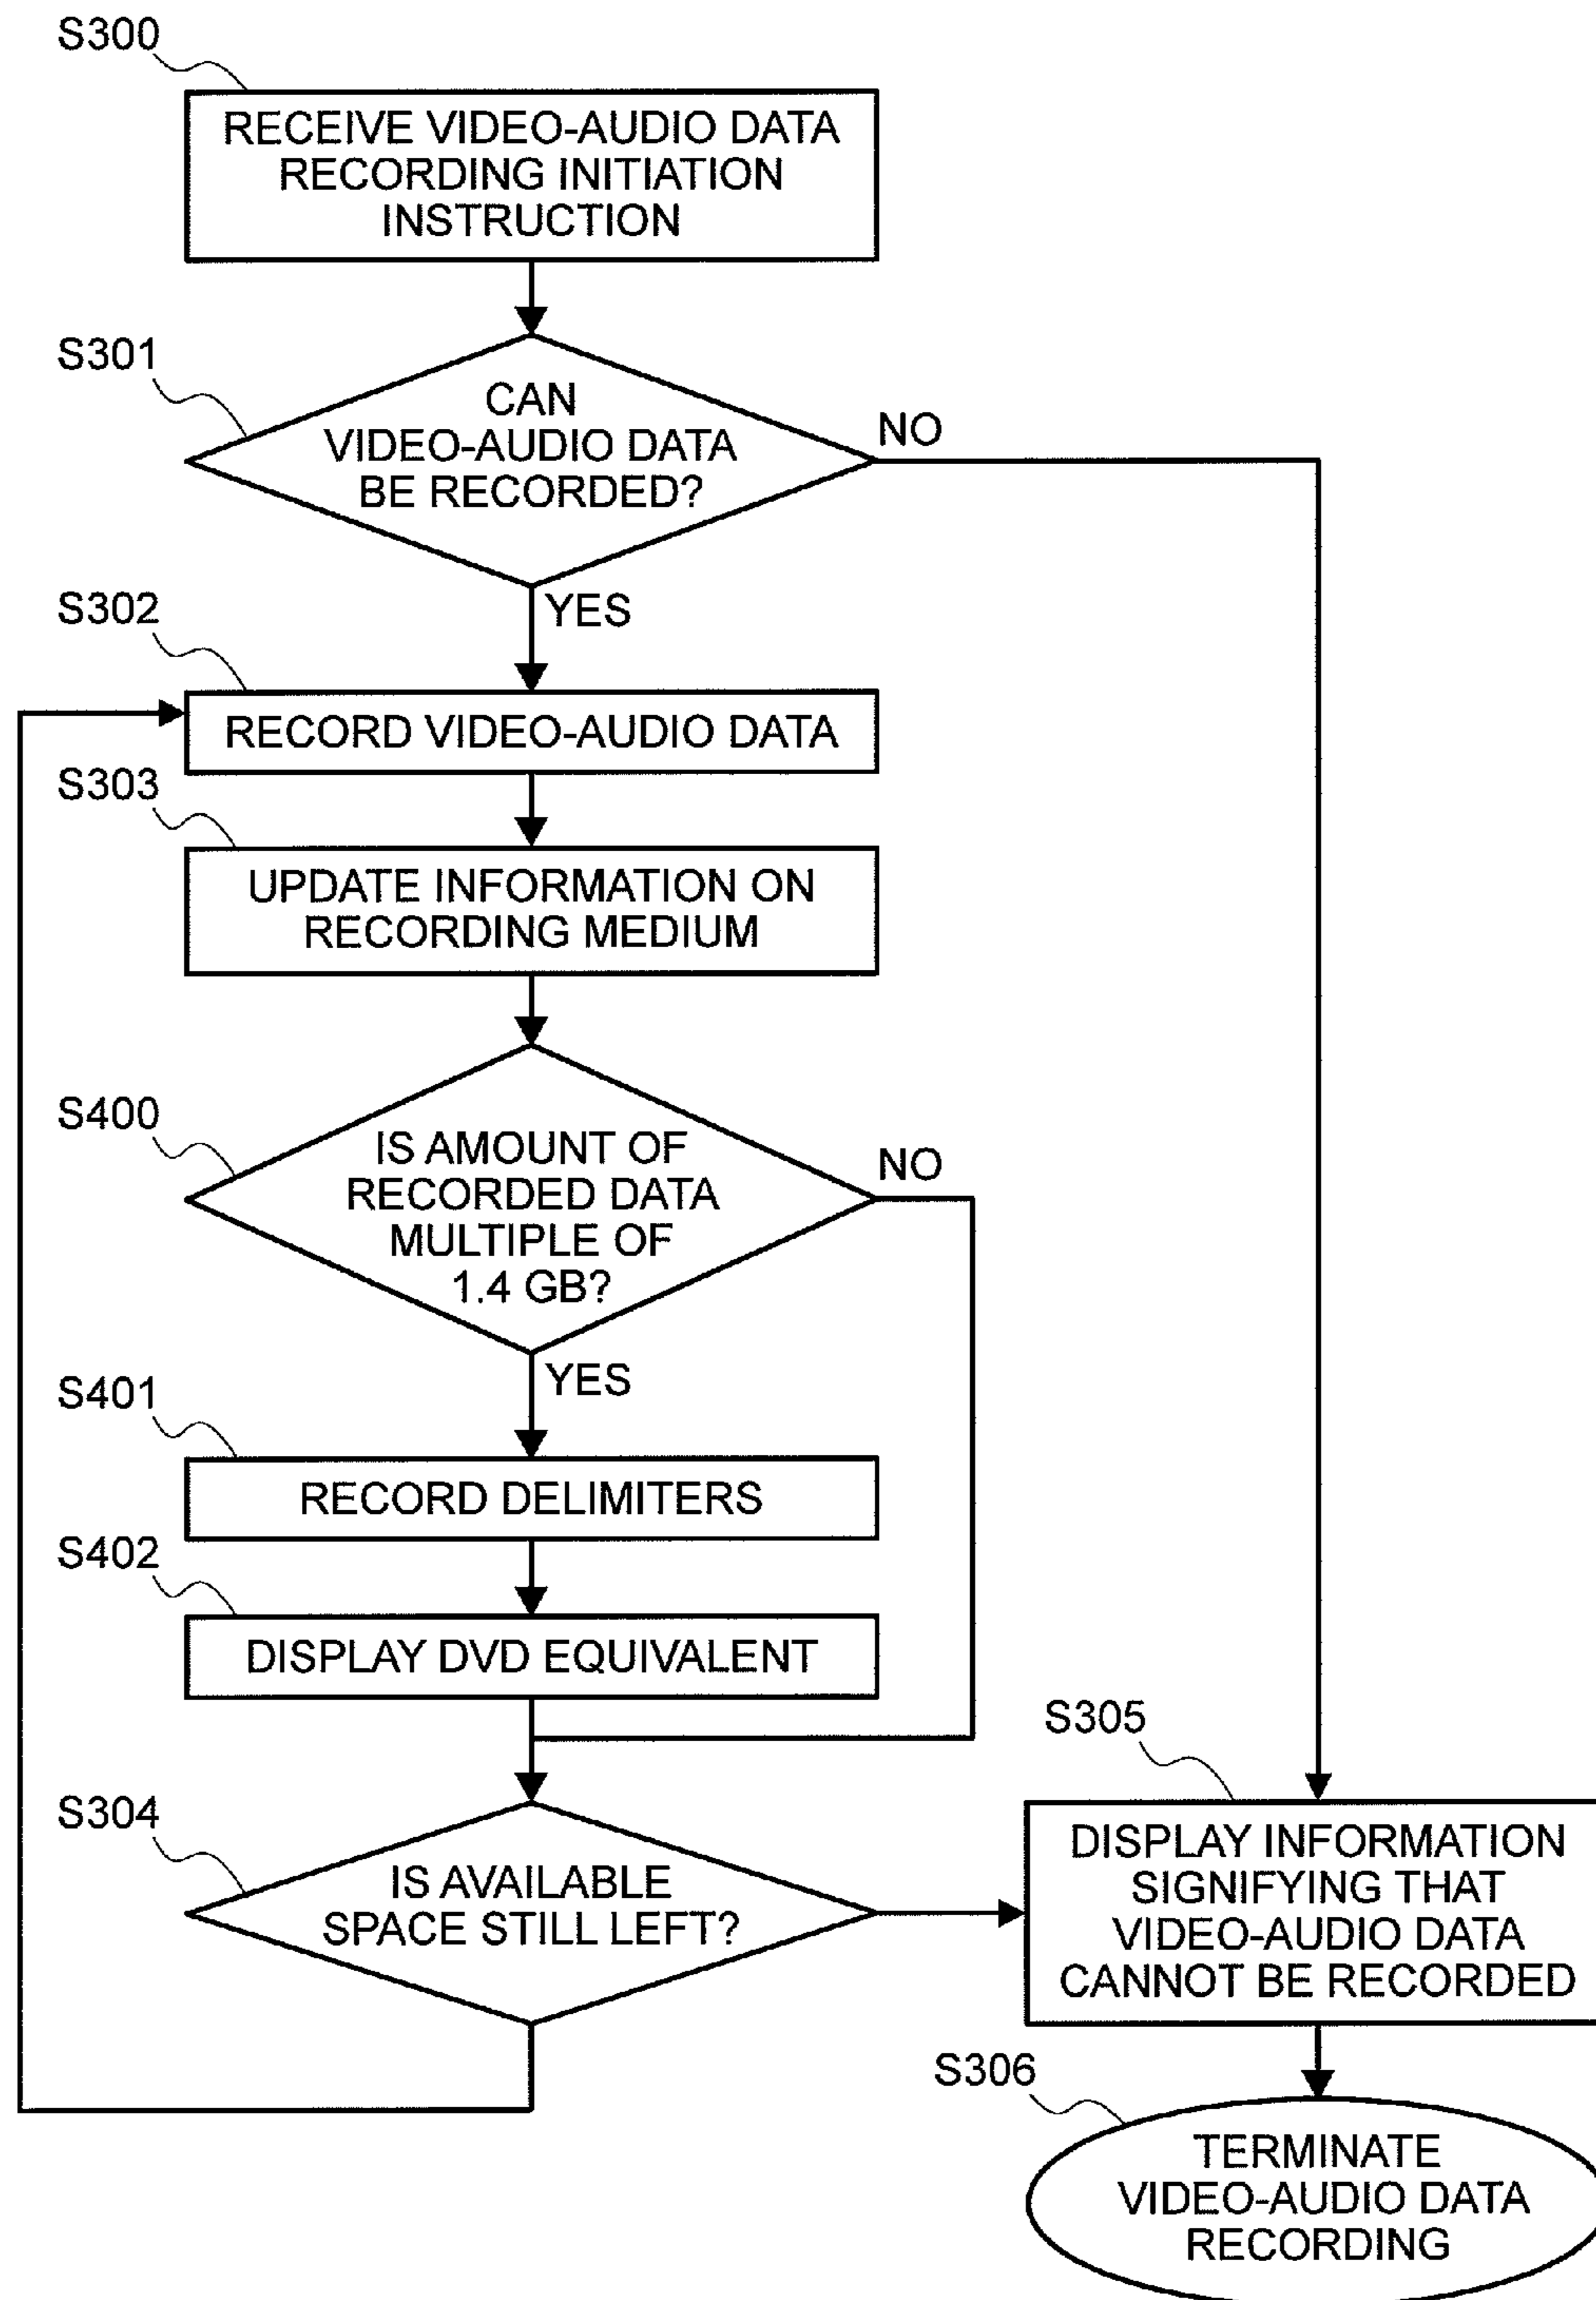 S300
RECEIVE VIDEO-AUDIO DATA
RECORDING INITIATION
INSTRUCTION
S301
CAN
VIDEO-AUDIO DATA
BE RECORDED?
NO
YES
S302
RECORD VIDEO-AUDIO DATA
S303
UPDATE INFORMATION ON
RECORDING MEDIUM
S400
IS AMOUNT OF
RECORDED DATA
MULTIPLE OF
1.4 GB?
NO
YES
S401
RECORD DELIMITERS
S402
DISPLAY DVD EQUIVALENT
S304
IS AVAILABLE
SPACE STILL LEFT?
S305
DISPLAY INFORMATION
SIGNIFYING THAT
VIDEO-AUDIO DATA
CANNOT BE RECORDED
S306
TERMINATE
VIDEO-AUDIO DATA
RECORDING